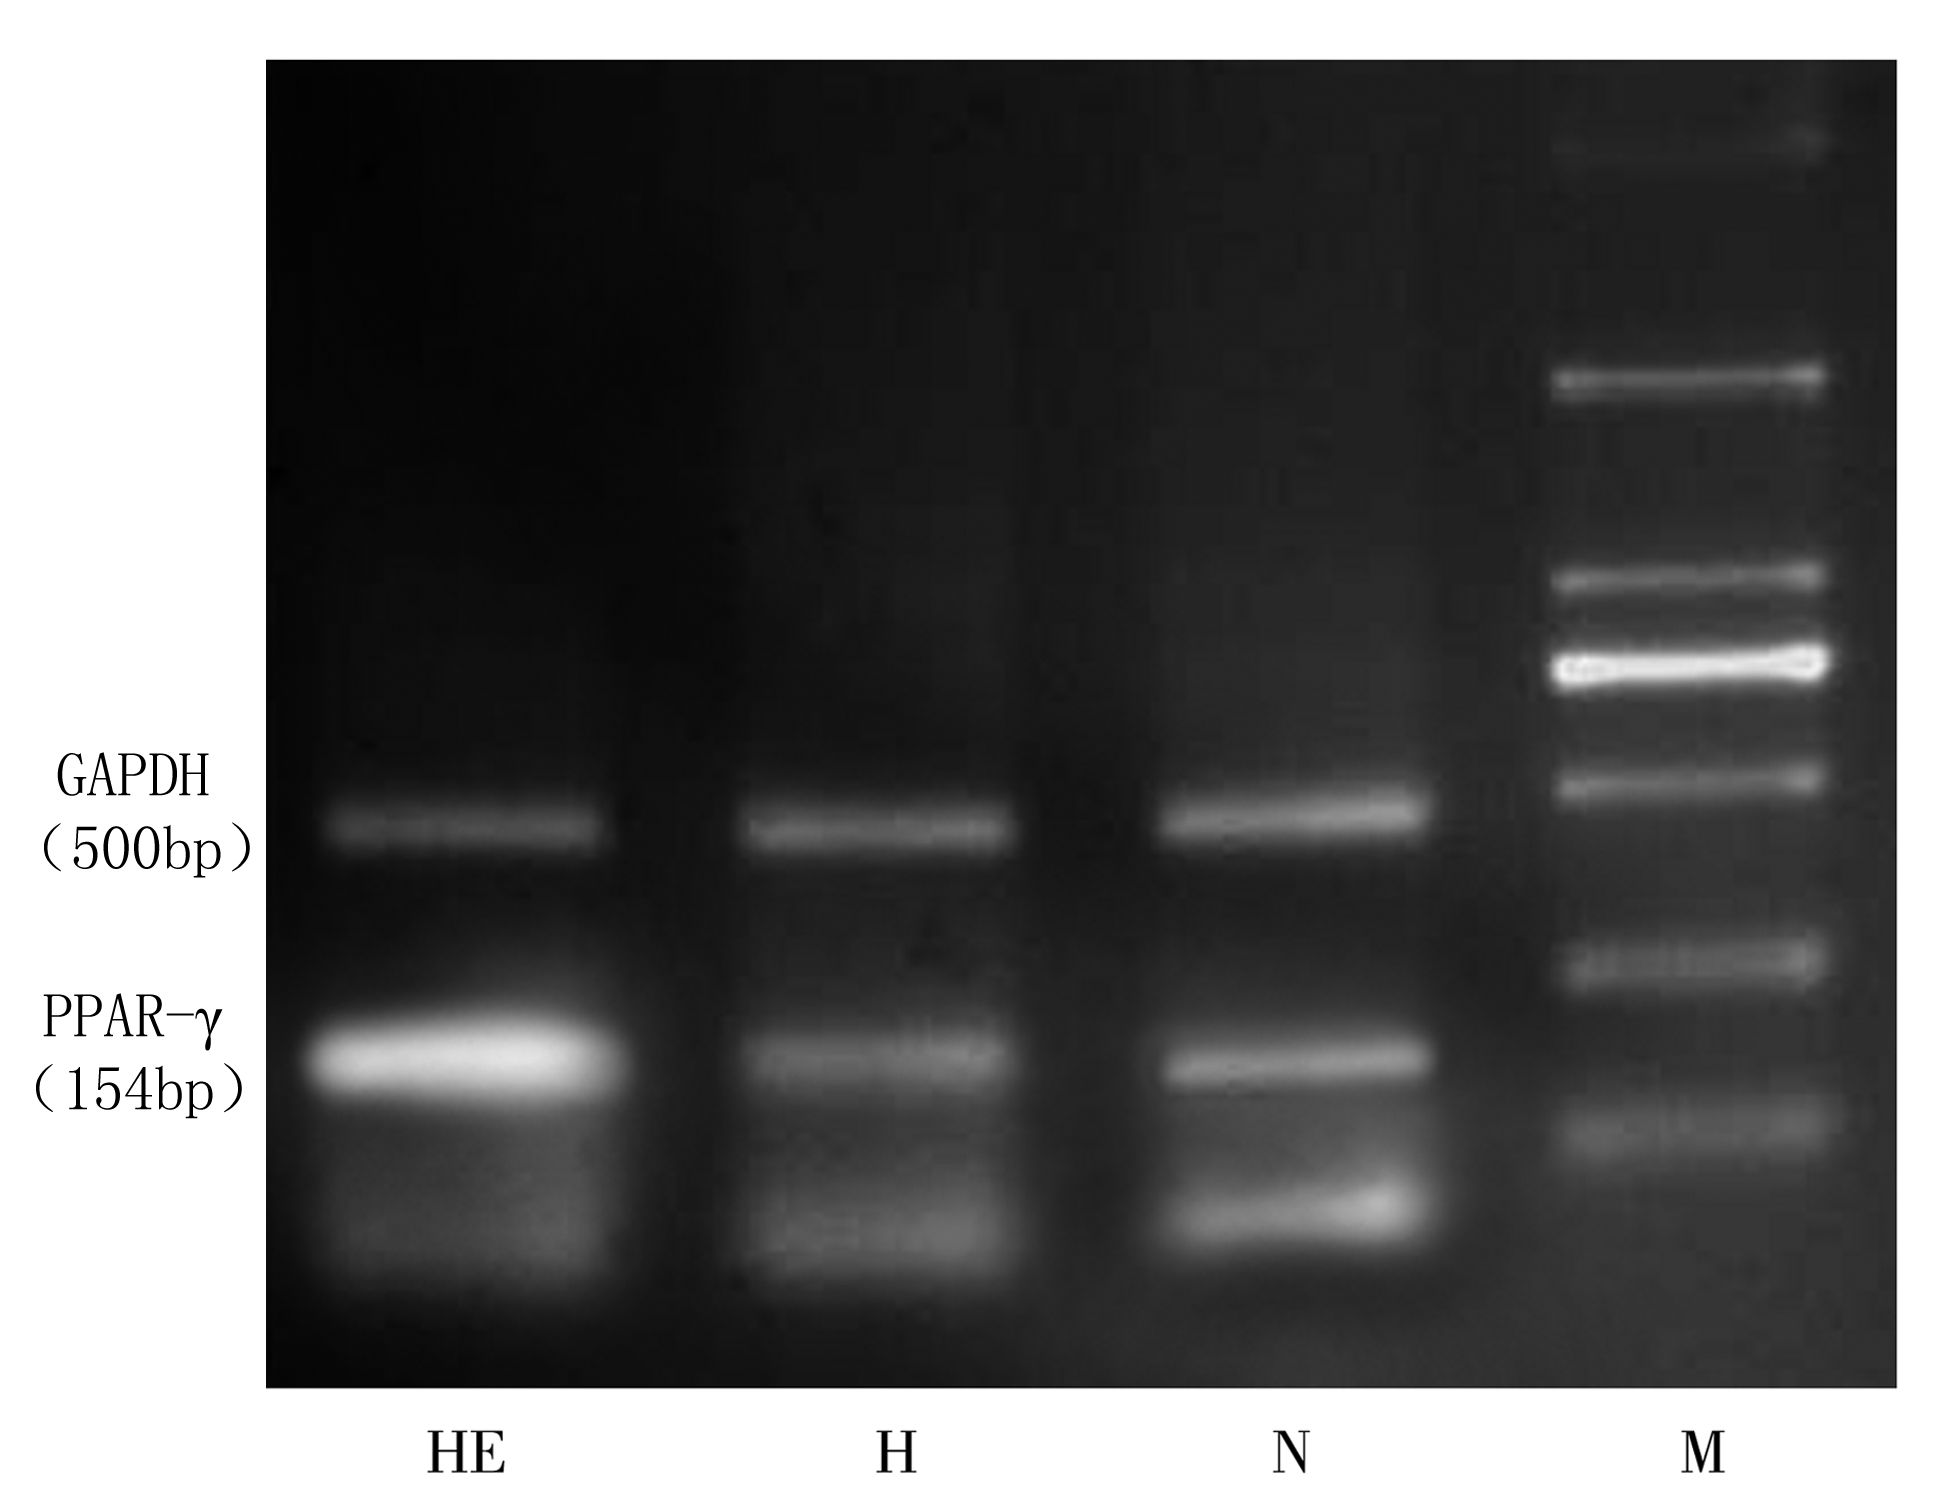 GAPDH
（500bp）
PPAR-γ
（154bp）
HE H N M